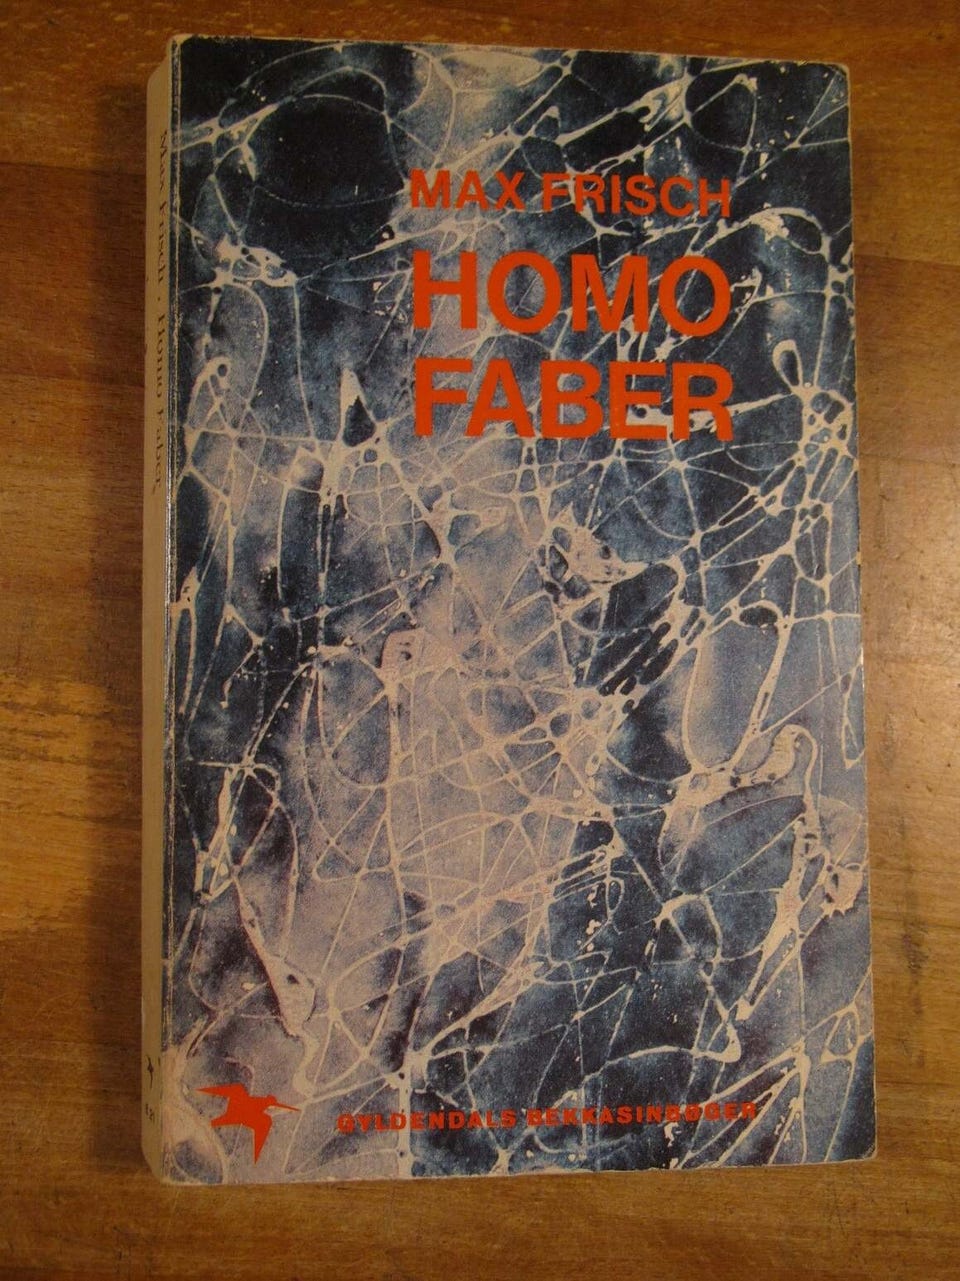 MAX FRISCH
HOMO
FABER
GYLDENDALS BEKKASINBØGER
Max Frisch · Homo Faber